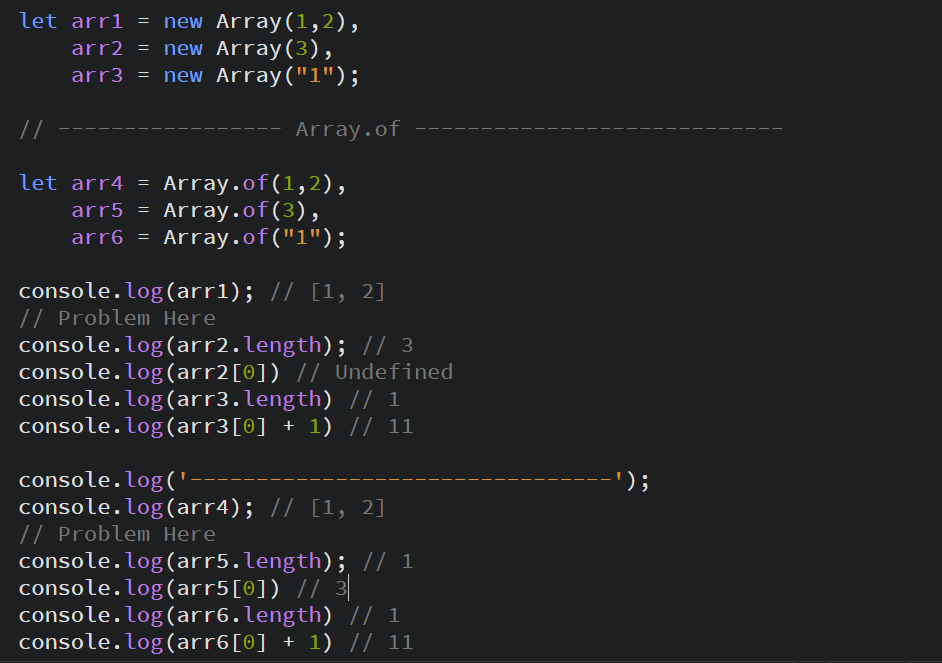 let arr1 = new Array(1,2),
    arr2 = new Array(3),
    arr3 = new Array("1");

// ----------------- Array.of ----------------------------

let arr4 = Array.of(1,2),
    arr5 = Array.of(3),
    arr6 = Array.of("1");

console.log(arr1); // [1, 2]
// Problem Here
console.log(arr2.length); // 3
console.log(arr2[0]) // Undefined
console.log(arr3.length) // 1
console.log(arr3[0] + 1) // 11

console.log('--------------------------------');
console.log(arr4); // [1, 2]
// Problem Here
console.log(arr5.length); // 1
console.log(arr5[0]) // 3
console.log(arr6.length) // 1
console.log(arr6[0] + 1) // 11